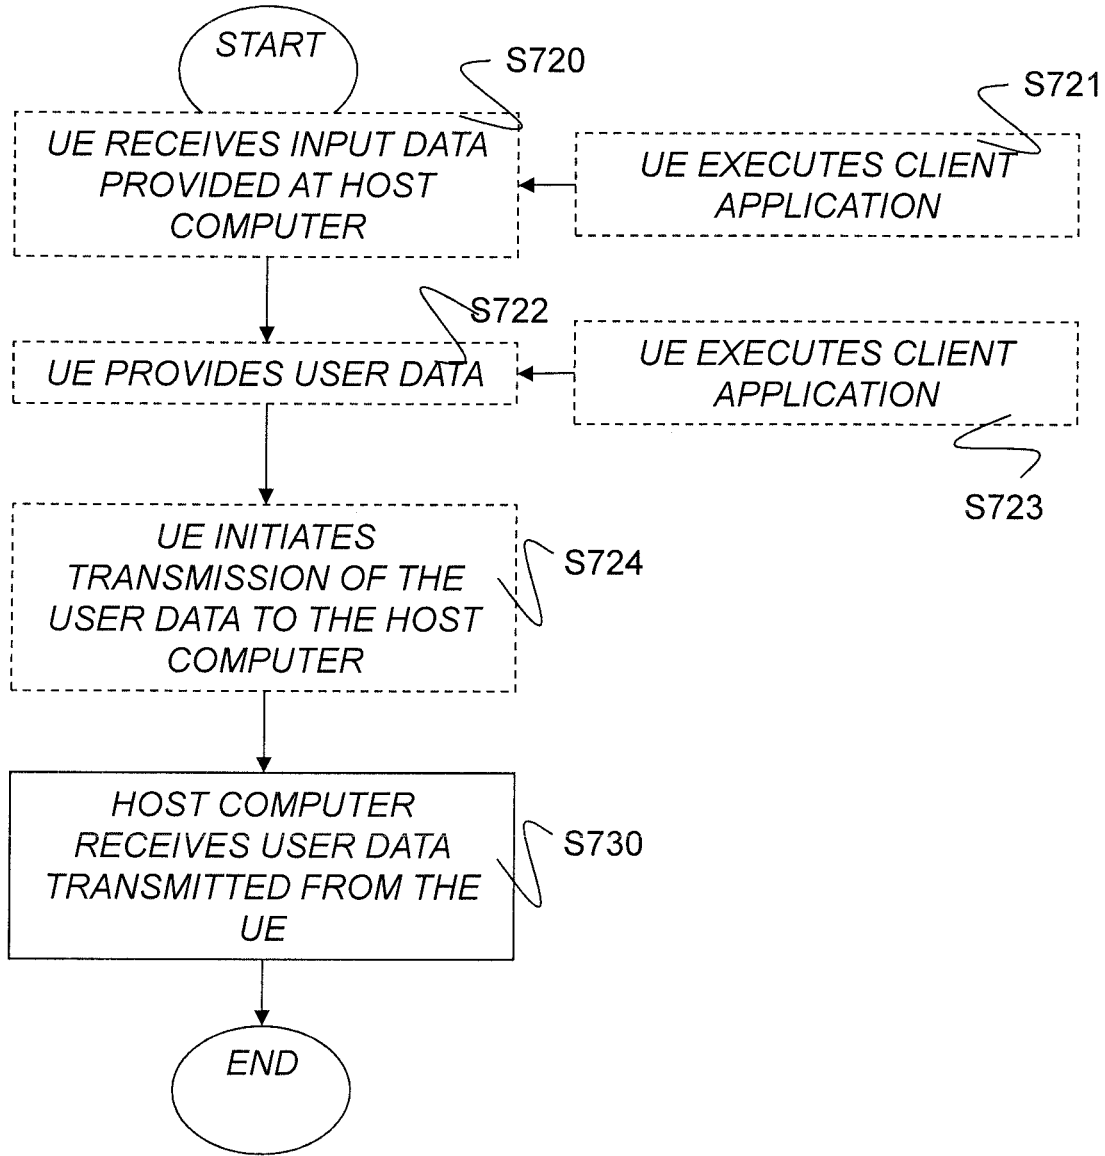 START
S720
S721
UE RECEIVES INPUT DATA
PROVIDED AT HOST
COMPUTER
UE EXECUTES CLIENT
APPLICATION
S722
UE PROVIDES USER DATA
UE EXECUTES CLIENT
APPLICATION
S723
UE INITIATES
TRANSMISSION OF THE
USER DATA TO THE HOST
COMPUTER
S724
HOST COMPUTER
RECEIVES USER DATA
TRANSMITTED FROM THE
UE
S730
END